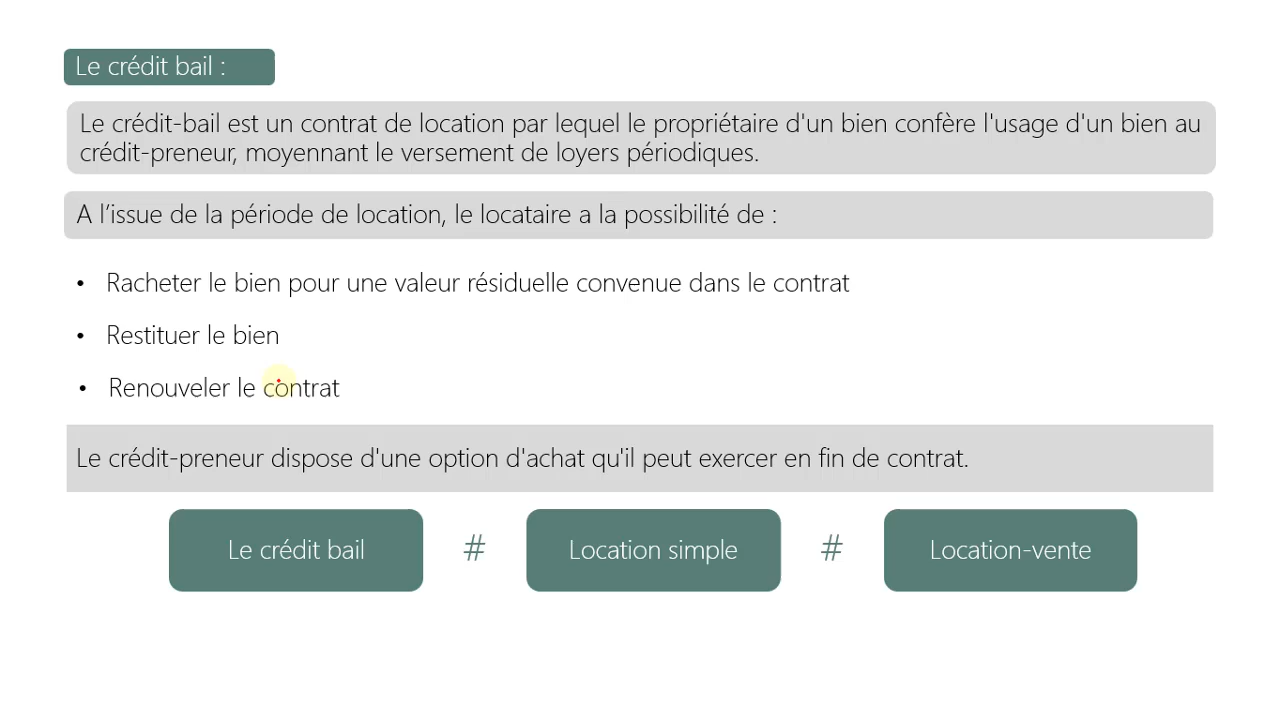 Le crédit bail :
Le crédit-bail est un contrat de location par lequel le propriétaire d'un bien confère l'usage d'un bien au
crédit-preneur, moyennant le versement de loyers périodiques.
A l’issue de la période de location, le locataire a la possibilité de :
• Racheter le bien pour une valeur résiduelle convenue dans le contrat
• Restituer le bien
• Renouveler le contrat
Le crédit-preneur dispose d'une option d'achat qu'il peut exercer en fin de contrat.
Le crédit bail # Location simple # Location-vente